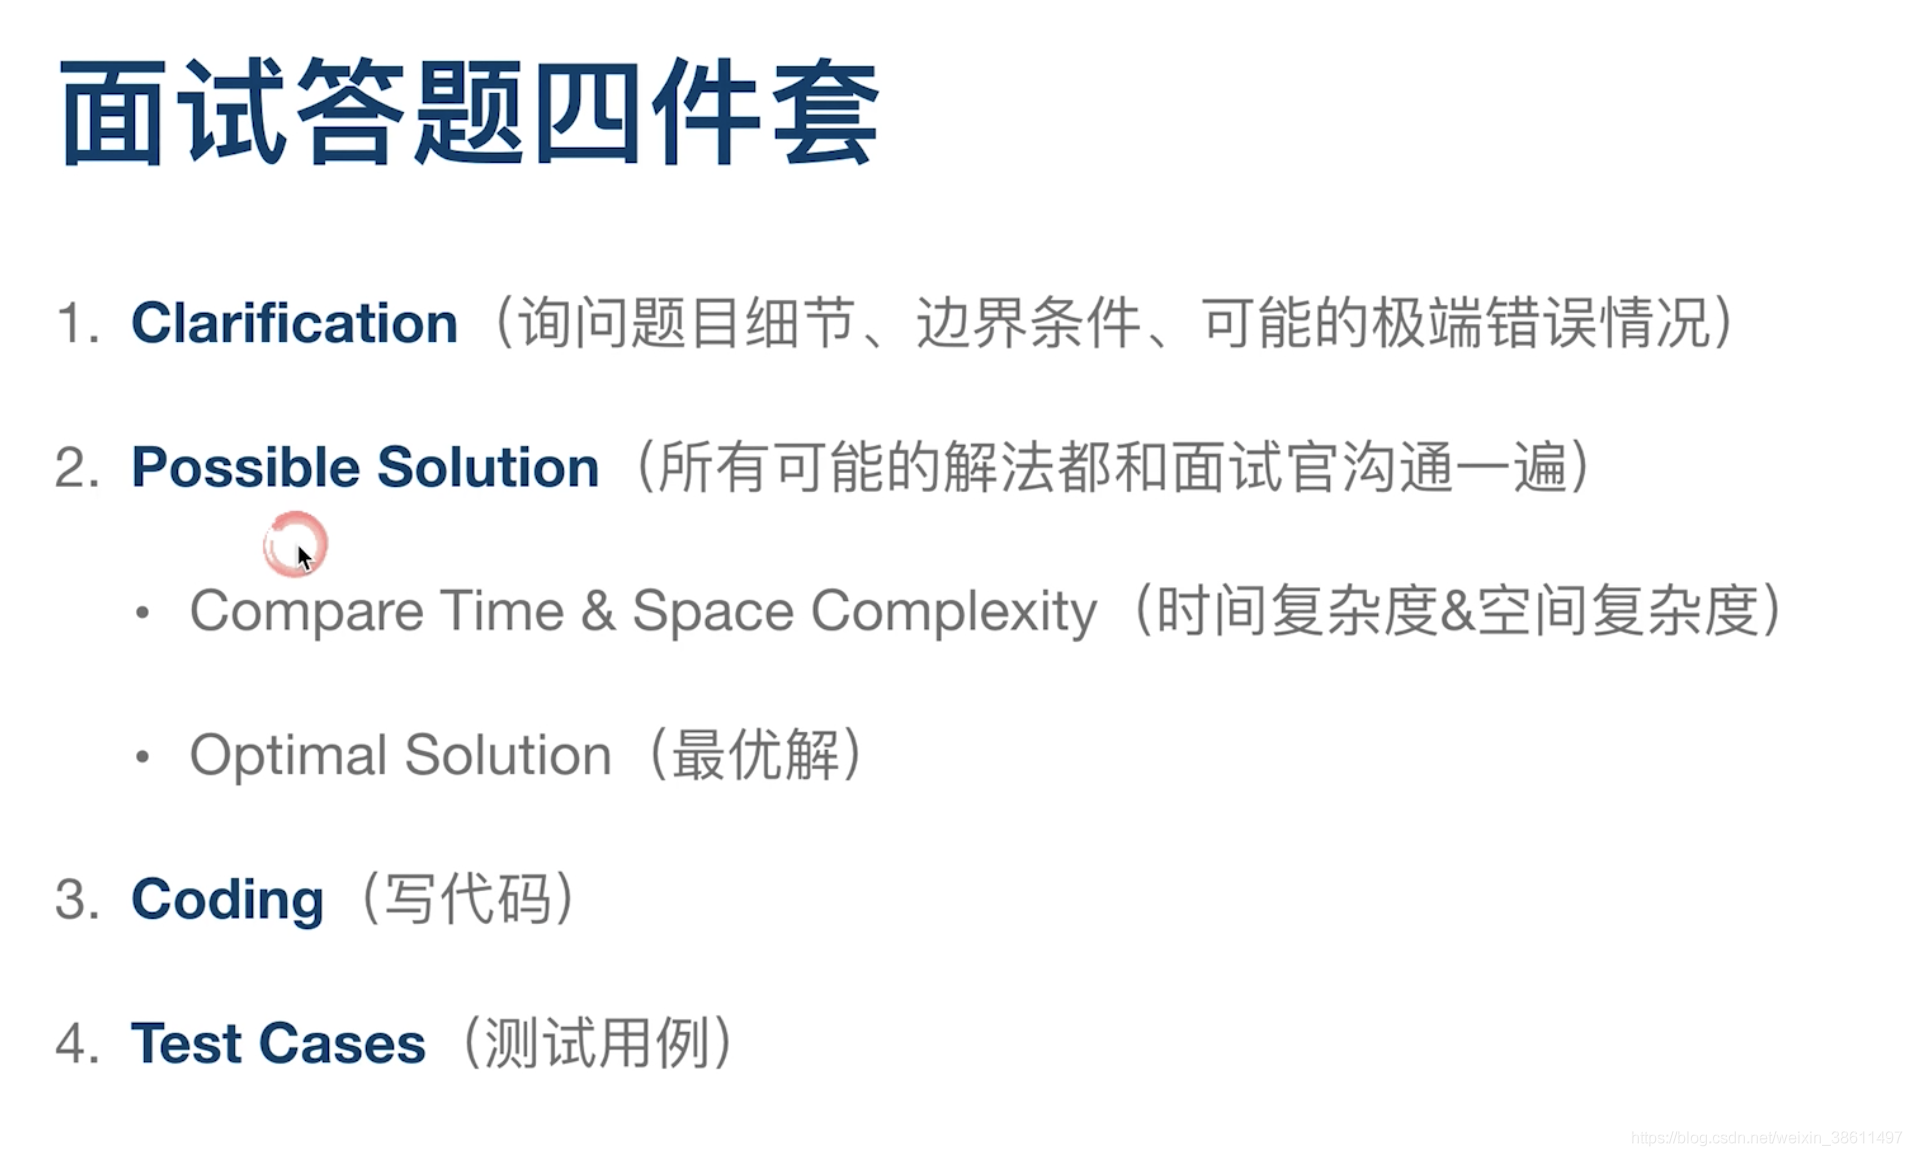 面试答题四件套
1. Clarification（询问题目细节、边界条件、可能的极端错误情况）
2. Possible Solution（所有可能的解法都和面试官沟通一遍）
• Compare Time & Space Complexity（时间复杂度&空间复杂度）
• Optimal Solution（最优解）
3. Coding（写代码）
4. Test Cases（测试用例）
https://blog.csdn.net/weixin_38611497